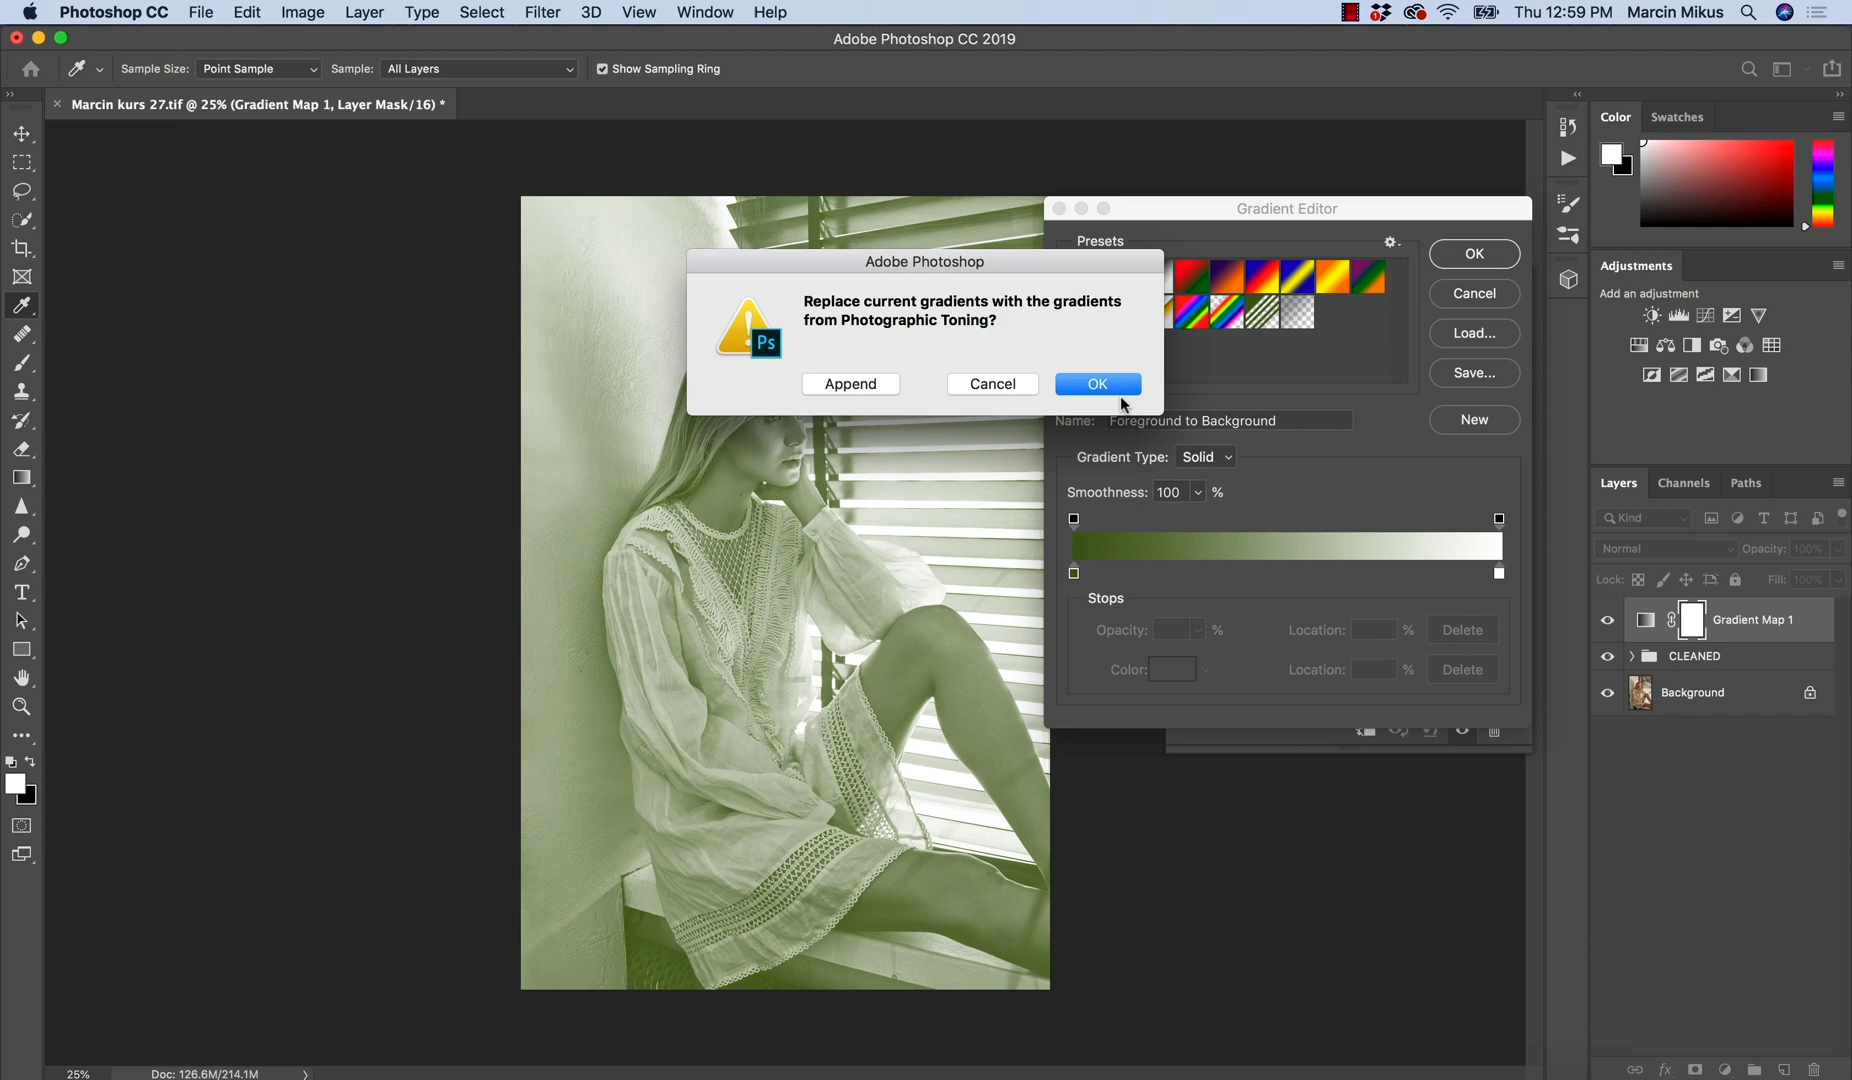 Photoshop CC File Edit Image Layer Type Select Filter 3D View Window Help
1 Thu 12:59 PM Marcin Mikus
Adobe Photoshop CC 2019
Sample Size: Point Sample Sample: All Layers Show Sampling Ring
Marcin kurs 27.tif @ 25% (Gradient Map 1, Layer Mask/16) *
Color Swatches
Gradient Editor
Presets
OK
Cancel
Load...
Save...
New
Adobe Photoshop
Replace current gradients with the gradients
from Photographic Toning?
Ps
Append Cancel OK
Name: Foreground to Background
Gradient Type: Solid
Smoothness: 100 %
Stops
Opacity: % Location: % Delete
Color: Location: % Delete
Adjustments
Add an adjustment
Layers Channels Paths
Kind
Normal Opacity: 100%
Lock: Fill: 100%
Gradient Map 1
CLEANED
Background
25% Doc: 126.6M/214.1M